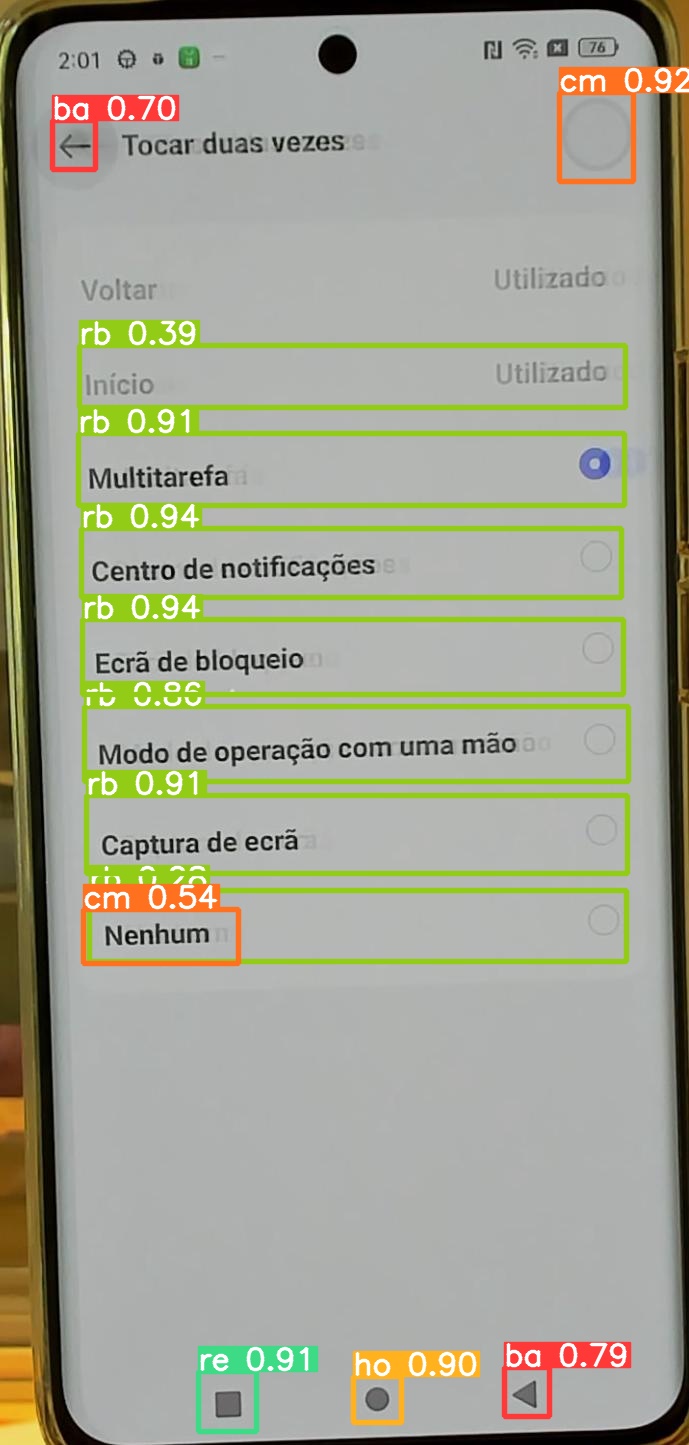 2:01
76
cm 0.92
ba 0.70
Tocar duas vezes
Voltar Utilizado
rb 0.39
Início Utilizado
rb 0.91
Multitarefa
rb 0.94
Centro de notificações
rb 0.94
Ecrã de bloqueio
rb 0.86
Modo de operação com uma mão
rb 0.91
Captura de ecrã
rb 0.28
cm 0.54
Nenhum
re 0.91
ho 0.90
ba 0.79